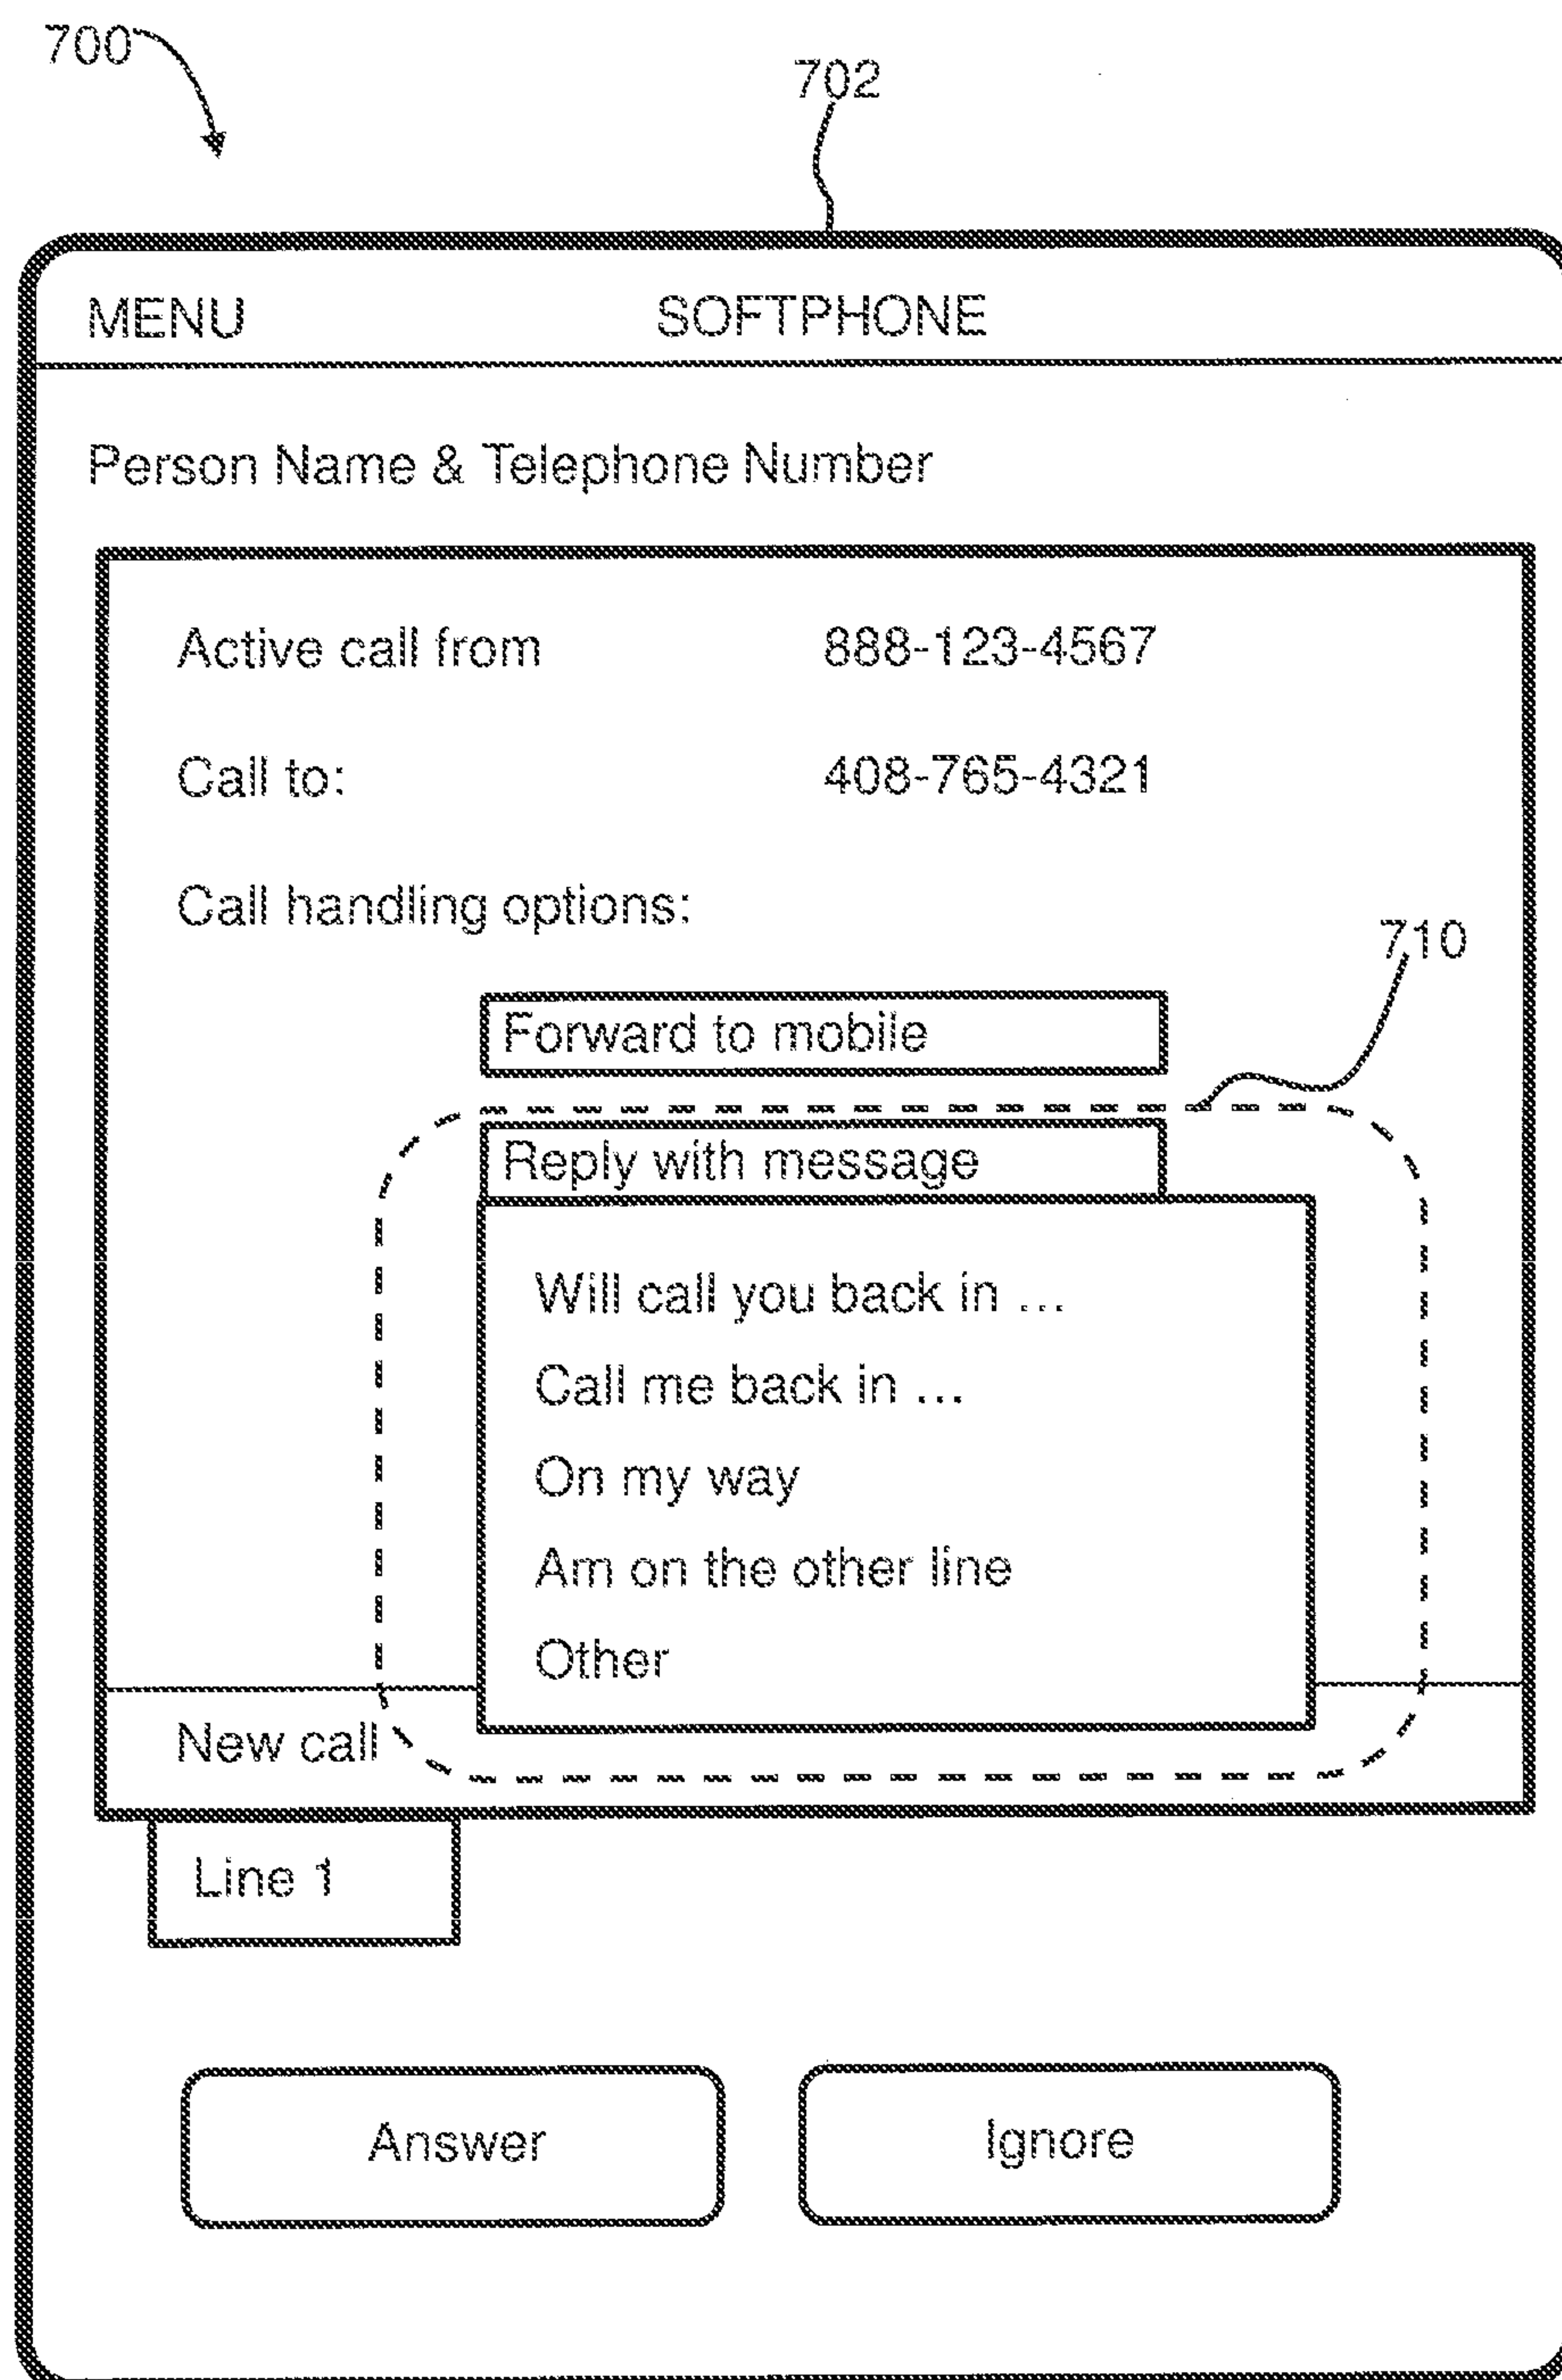 700
702
MENU SOFTPHONE
Person Name & Telephone Number
Active call from 888-123-4567
Call to: 408-765-4321
Call handling options:
710
Forward to mobile
Reply with message
Will call you back in ...
Call me back in ...
On my way
Am on the other line
Other
New call
Line 1
Answer Ignore